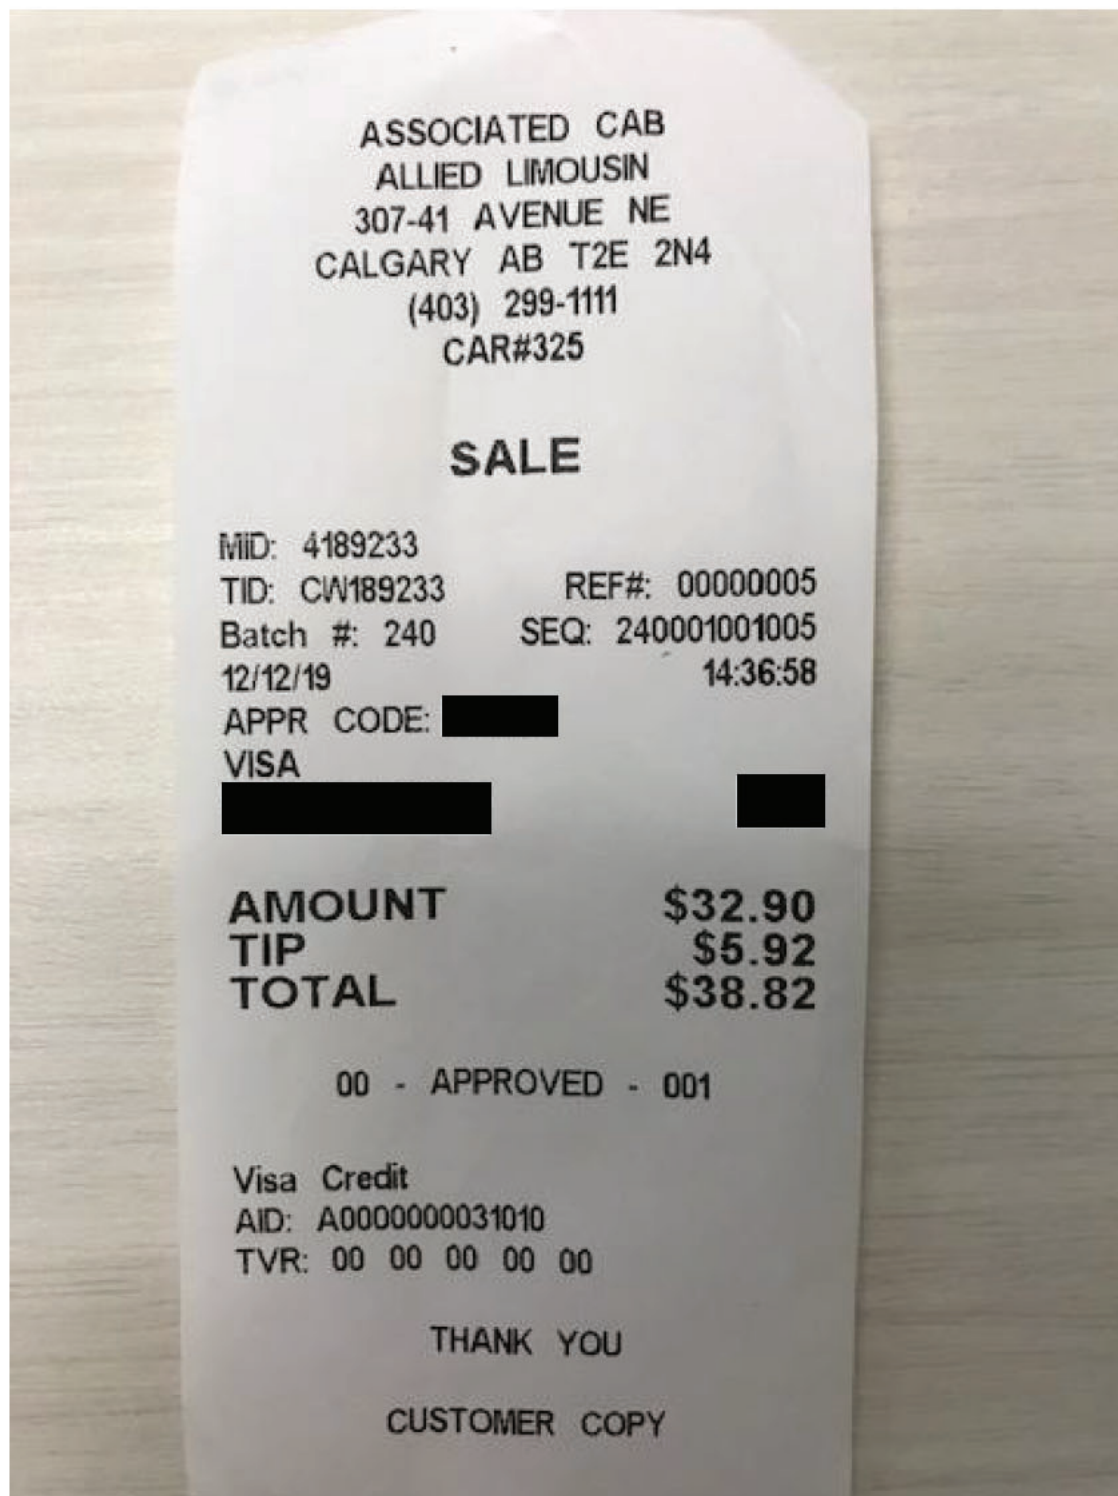 ASSOCIATED CAB
ALLIED LIMOUSIN
307-41 AVENUE NE
CALGARY AB T2E 2N4
(403) 299-1111
CAR#325
SALE
MID: 4189233
TID: CW189233 REF#: 00000005
Batch #: 240 SEQ: 240001001005
12/12/19 14:36:58
APPR CODE:
VISA
AMOUNT $32.90
TIP $5.92
TOTAL $38.82
00 - APPROVED - 001
Visa Credit
AID: A0000000031010
TVR: 00 00 00 00 00
THANK YOU
CUSTOMER COPY